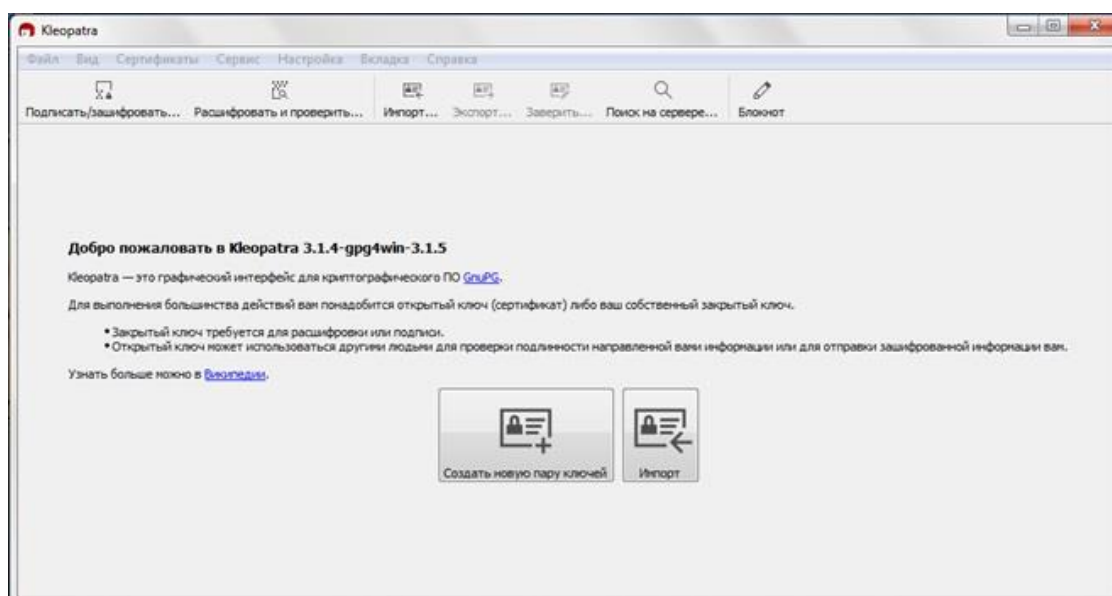 Kleopatra
Файл Вид Сертификаты Сервис Настройка Вкладка Справка
Подписать/зашифровать... Расшифровать и проверить... Импорт... Экспорт... Заверить... Поиск на сервере... Блокнот
Добро пожаловать в Kleopatra 3.1.4-gpg4win-3.1.5
Kleopatra — это графический интерфейс для криптографического ПО GnuPG.
Для выполнения большинства действий вам понадобится открытый ключ (сертификат) либо ваш собственный закрытый ключ.
• Закрытый ключ требуется для расшифровки или подписи.
• Открытый ключ может использоваться другими людьми для проверки подлинности направленной вами информации или для отправки зашифрованной информации вам.
Узнать больше можно в Википедии.
Создать новую пару ключей Импорт